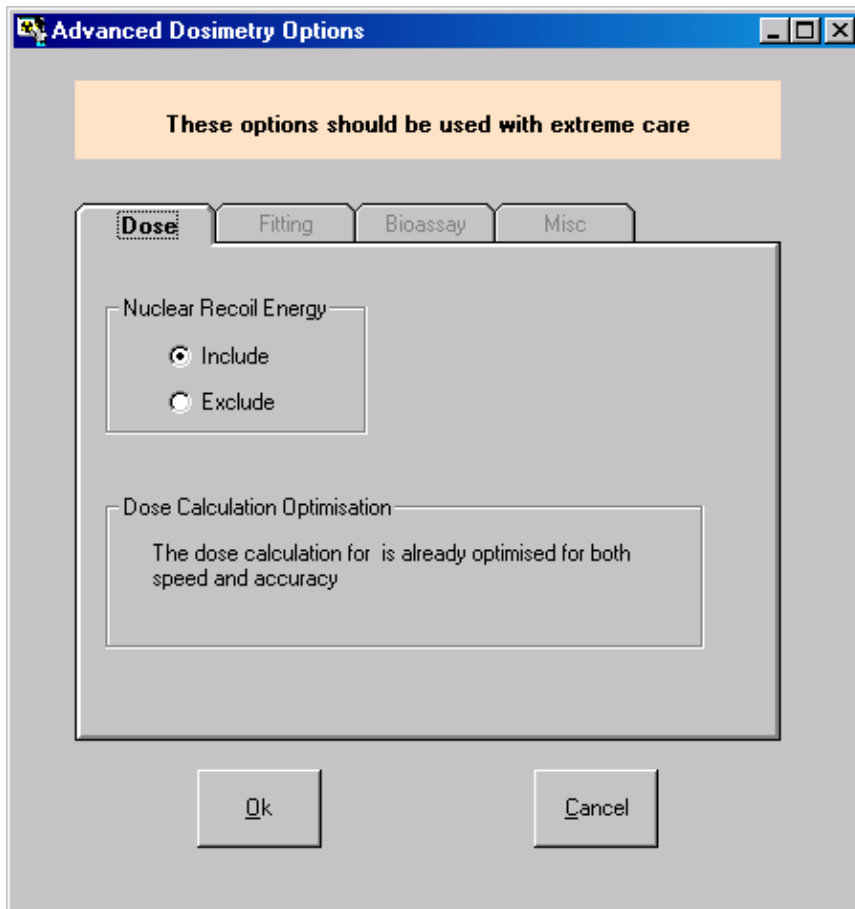 Advanced Dosimetry Options
These options should be used with extreme care
Dose Fitting Bioassay Misc
Nuclear Recoil Energy
Include
Exclude
Dose Calculation Optimisation
The dose calculation for  is already optimised for both
speed and accuracy
Ok Cancel